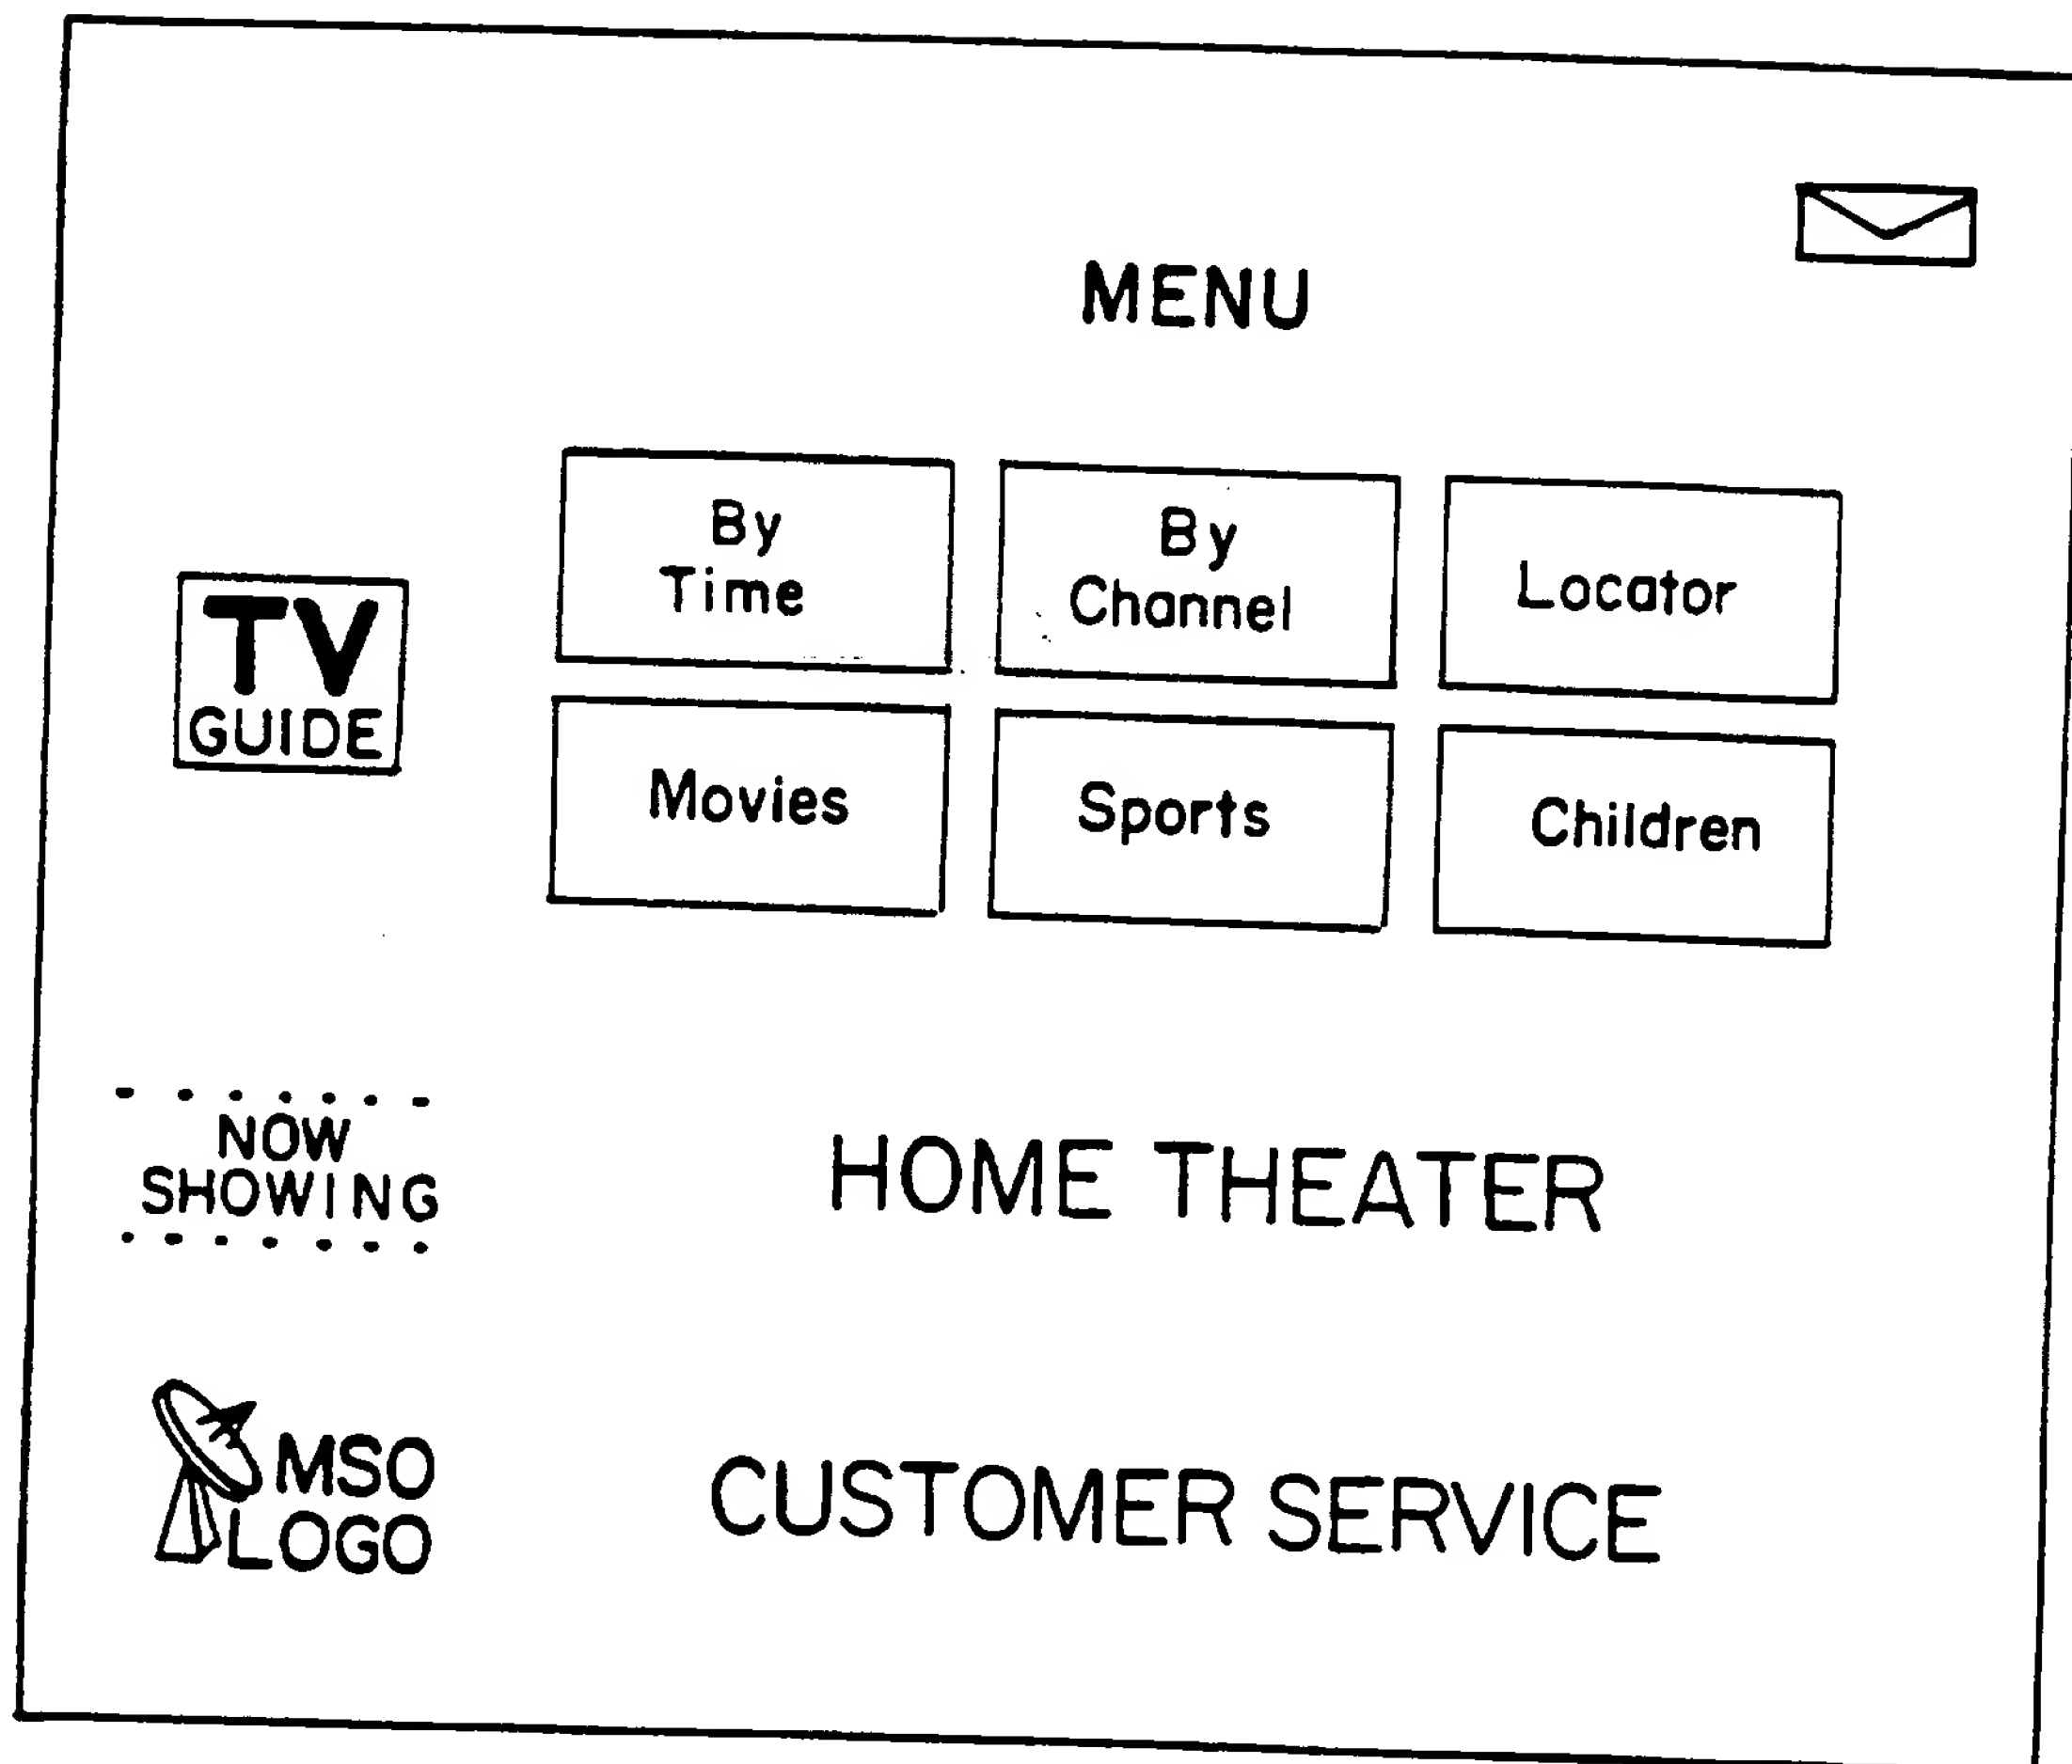 MENU
By
Time
By
Channel
Locator
TV
GUIDE
Movies
Sports
Children
NOW
SHOWING
HOME THEATER
MSO
LOGO
CUSTOMER SERVICE